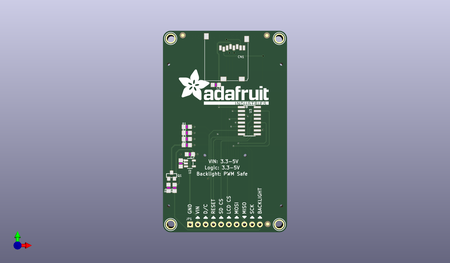 adafruit
INDUSTRIES
VIN: 3.3-5V
Logic: 3.3-5V
Backlight: PWM Safe
GND
VIN
D/C
RESET
SD CS
LCD CS
MOSI
MISO
SCK
BACKLIGHT